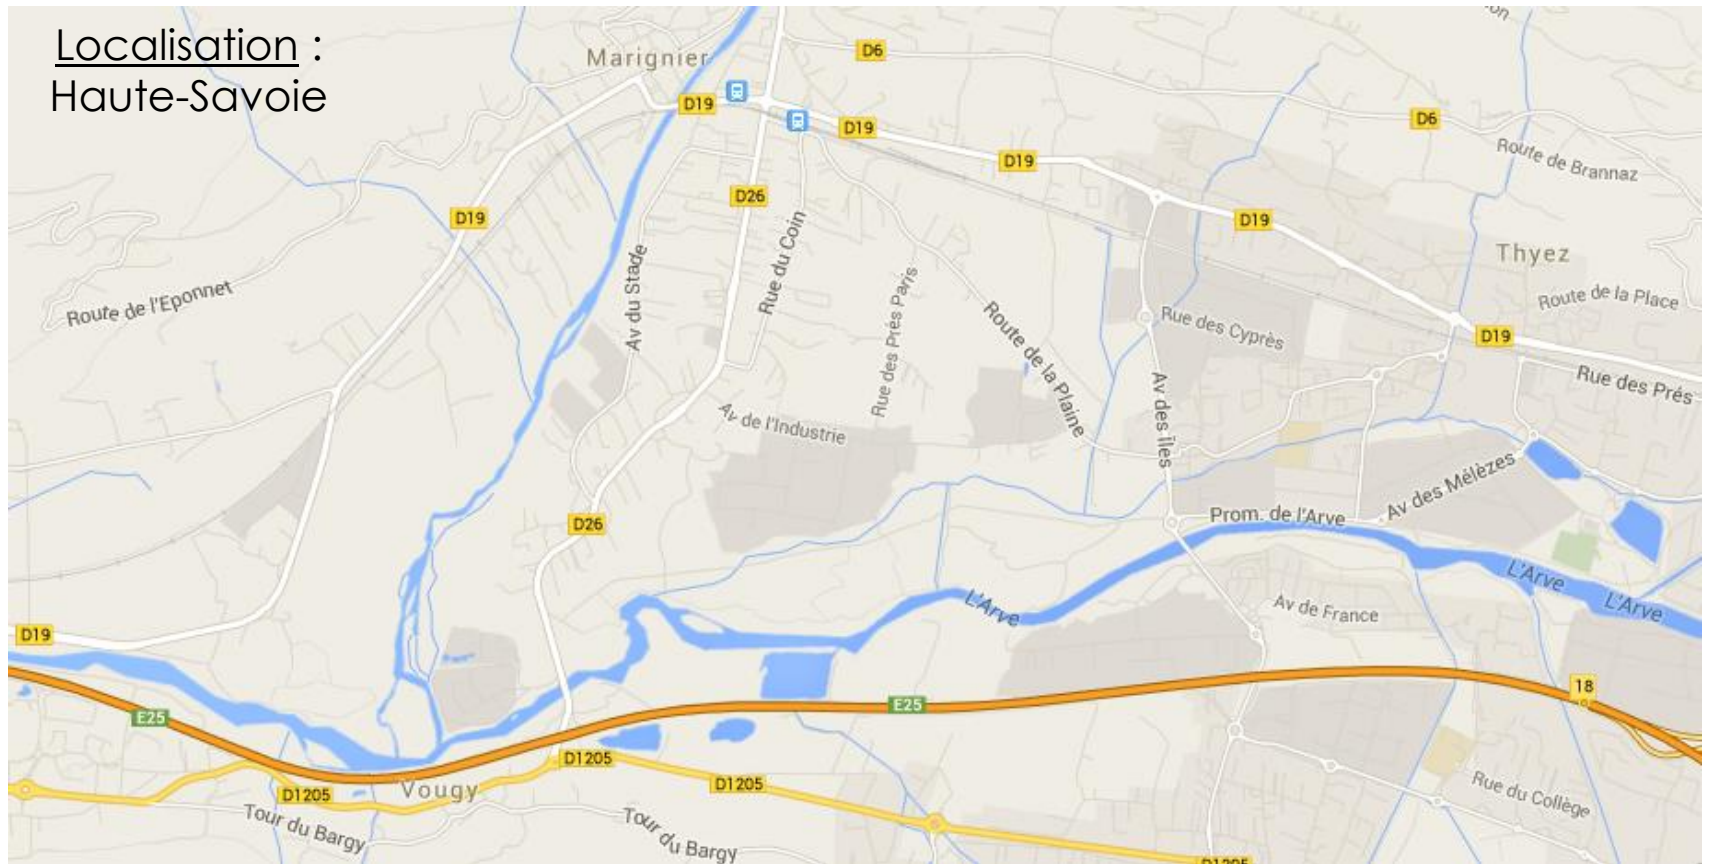 Localisation :
Haute-Savoie
on
Marignier
D6
D19
D19
D6
D19
Route de Brannaz
D26
D19
D19
Thyez
Rue du Coin
Av du Stade
Route de l'Eponnet
Rue des Prés Paris
Route de la Plaine
Rue des Cyprès
Route de la Place
D19
Rue des Prés
Av des Îles
Av de l'Industrie
Av des Mélèzes
D26
Prom. de l'Arve
L'Arve
L'Arve
L'Arve
Av de France
D19
E25
E25
18
D1205
D1205
D1205
Vougy
Tour du Bargy
Tour du Bargy
Rue du Collège
D1205